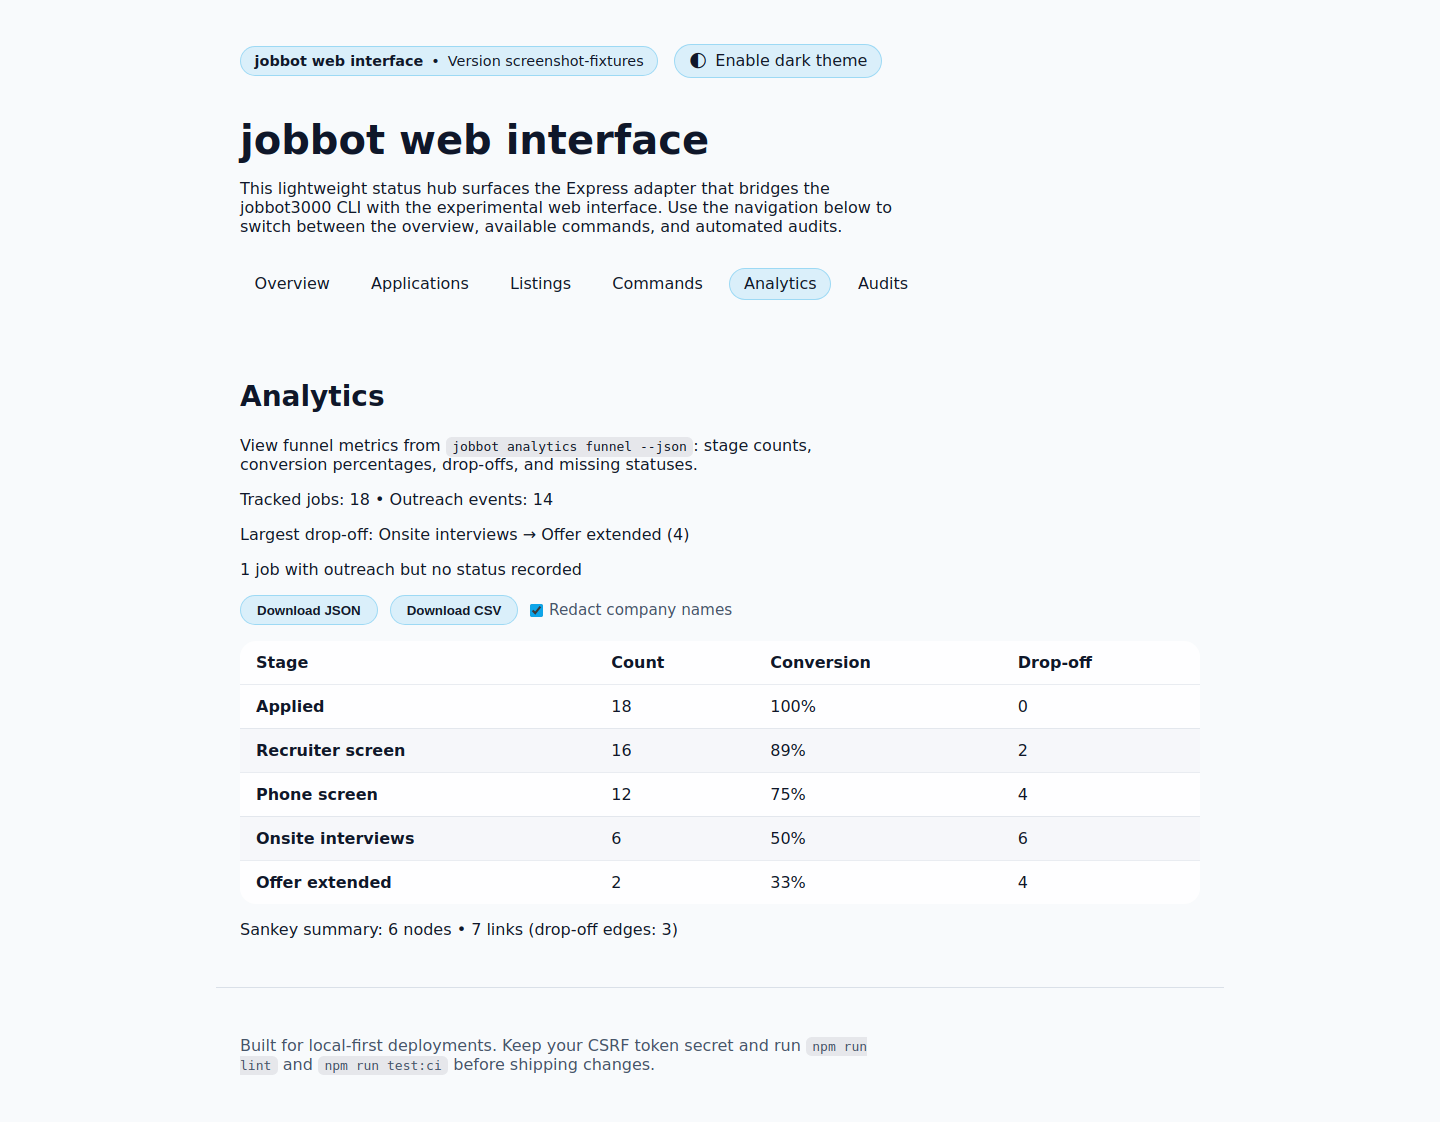 jobbot web interface • Version screenshot-fixtures
Enable dark theme
jobbot web interface
This lightweight status hub surfaces the Express adapter that bridges the
jobbot3000 CLI with the experimental web interface. Use the navigation below to
switch between the overview, available commands, and automated audits.
Overview Applications Listings Commands Analytics Audits
Analytics
View funnel metrics from jobbot analytics funnel --json: stage counts,
conversion percentages, drop-offs, and missing statuses.
Tracked jobs: 18 • Outreach events: 14
Largest drop-off: Onsite interviews → Offer extended (4)
1 job with outreach but no status recorded
Download JSON Download CSV Redact company names
Stage Count Conversion Drop-off
Applied 18 100% 0
Recruiter screen 16 89% 2
Phone screen 12 75% 4
Onsite interviews 6 50% 6
Offer extended 2 33% 4
Sankey summary: 6 nodes • 7 links (drop-off edges: 3)
Built for local-first deployments. Keep your CSRF token secret and run npm run
lint and npm run test:ci before shipping changes.